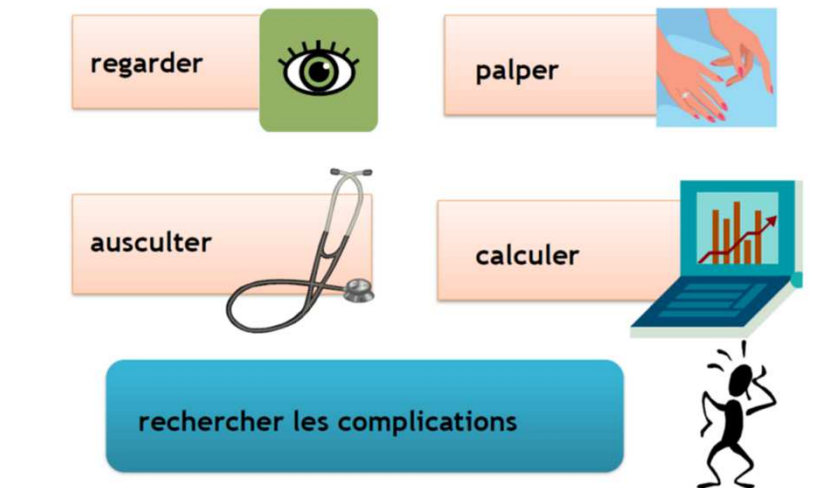 regarder
palper
ausculter
calculer
rechercher les complications